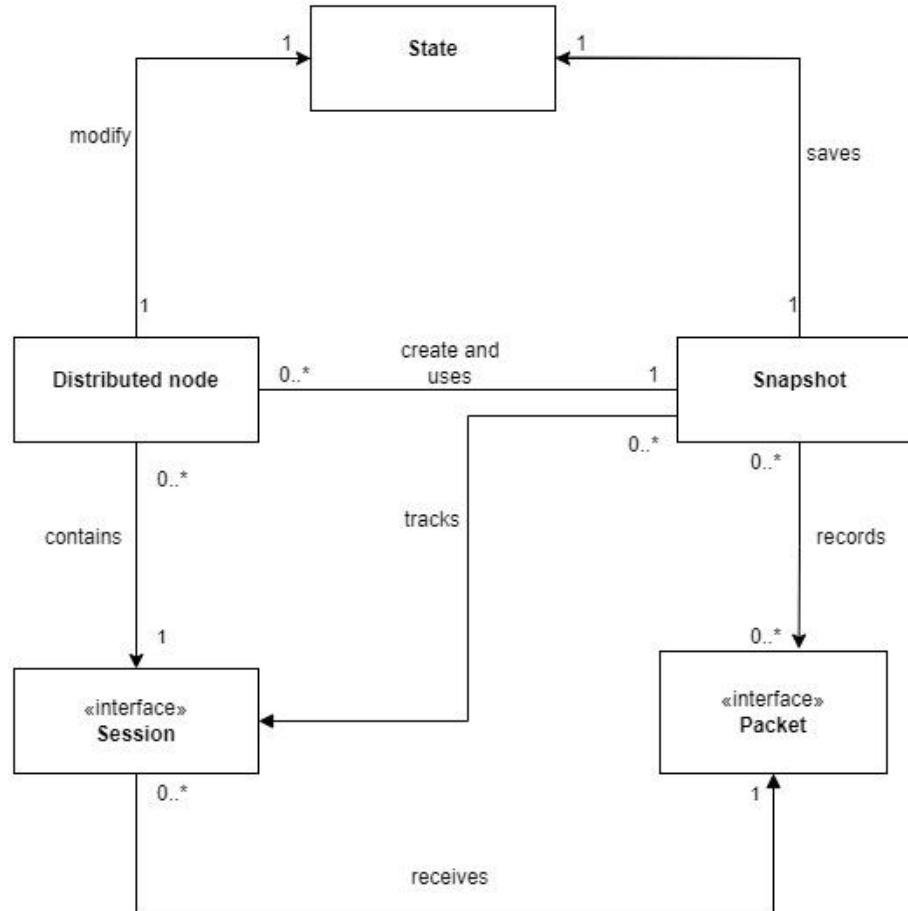 1
State
1
modify
saves
1
1
Distributed node
0..*
create and
uses
1
Snapshot
0..*
0..*
0..*
tracks
contains
records
1
0..*
«interface»
Session
«interface»
Packet
0..*
1
receives